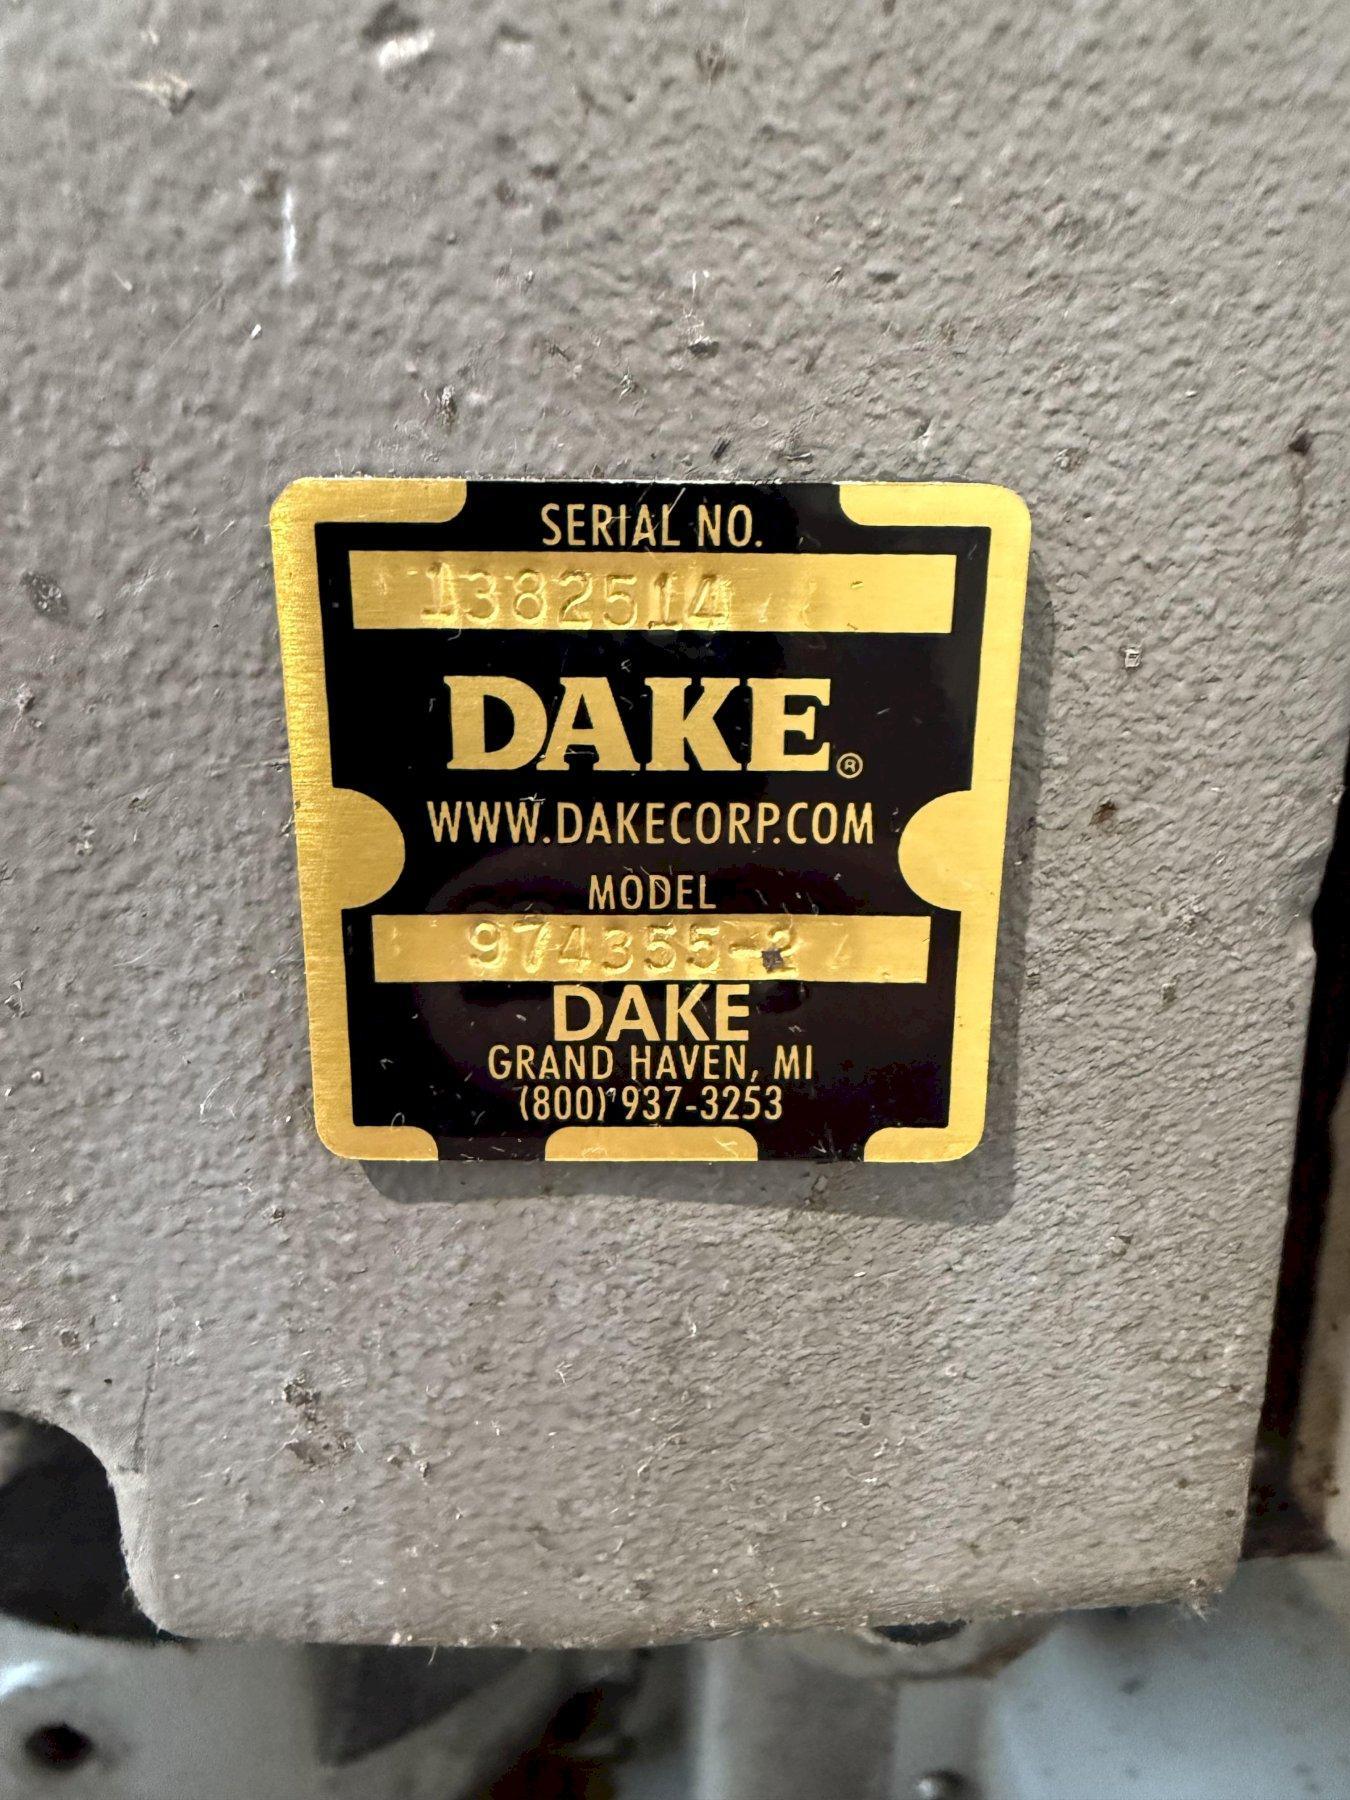 SERIAL NO.
1382514
DAKE®
WWW.DAKECORP.COM
MODEL
974355-2
DAKE
GRAND HAVEN, MI
(800) 937-3253